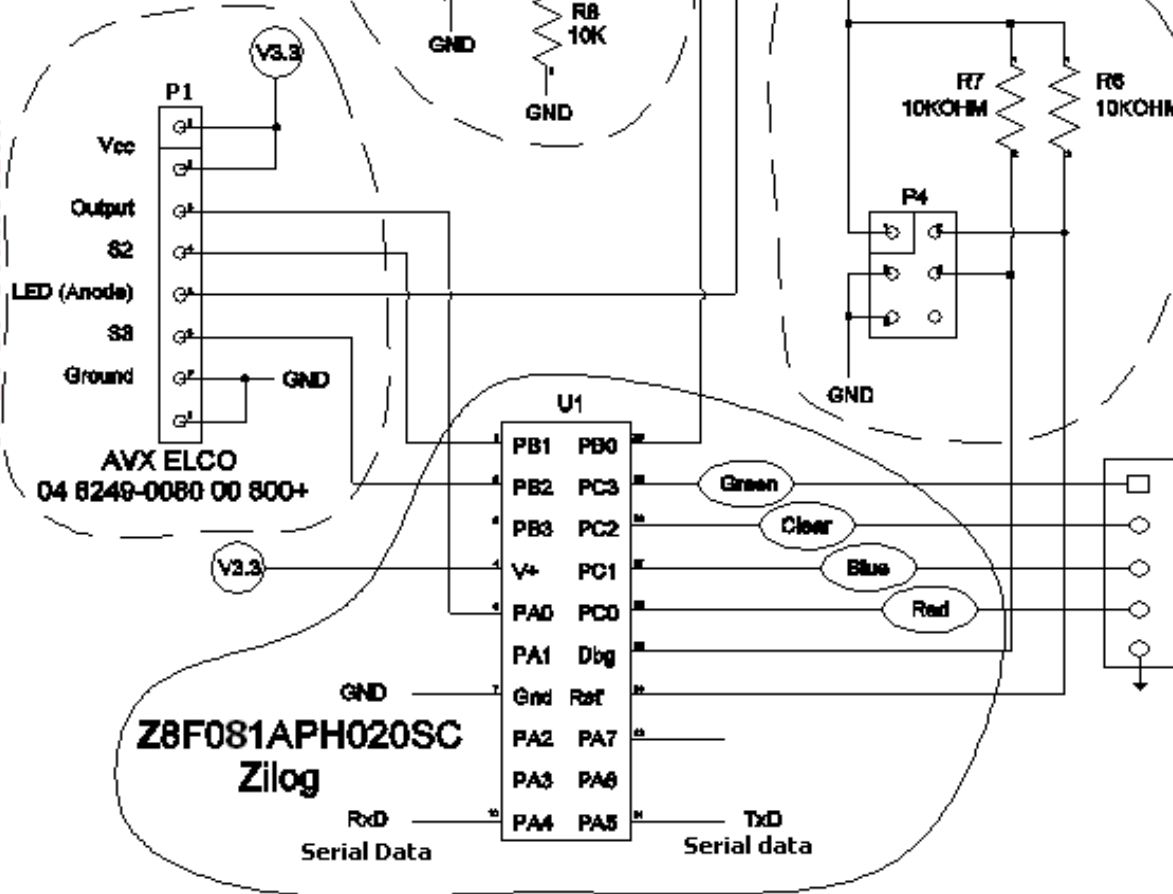 R8
10K
GND
GND
V3.3
P1
Vcc
Output
S2
LED (Anode)
S3
Ground
GND
AVX ELCO
04 8249-0080 00 800+
R7
10KOHM
R6
10KOHM
P4
GND
U1
PB1 PB0
PB2 PC3
PB3 PC2
V+ PC1
PA0 PC0
PA1 Dbg
Gnd Rst
PA2 PA7
PA3 PA6
PA4 PA5
Green
Clear
Blue
Red
V3.3
GND
Z8F081APH020SC
Zilog
RxD
Serial Data
TxD
Serial data